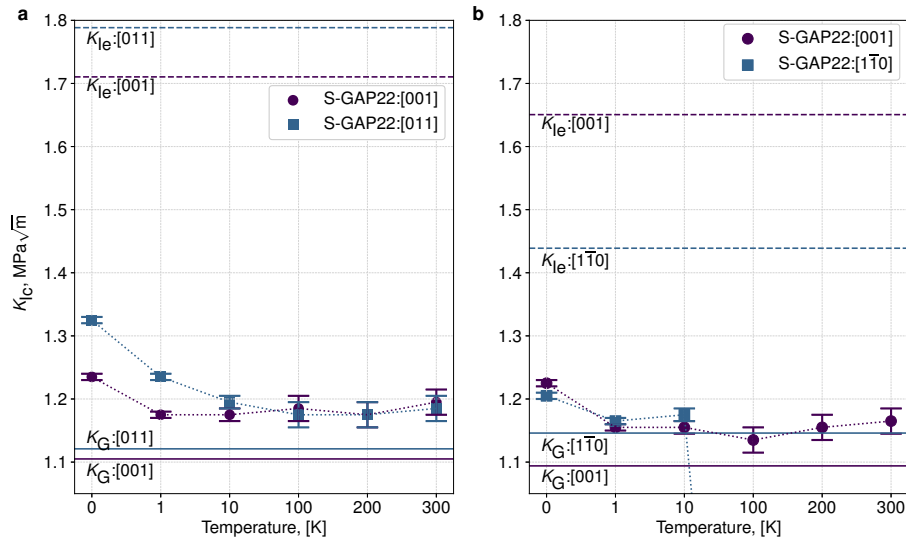 a
K_Ic, MPa√m
1.8
1.7
1.6
1.5
1.4
1.3
1.2
1.1
K_Ie:[011]
K_Ie:[001]
S-GAP22:[001]
S-GAP22:[011]
K_G:[011]
K_G:[001]
0
1
10
100
200
300
Temperature, [K]
b
1.8
1.7
1.6
1.5
1.4
1.3
1.2
1.1
S-GAP22:[001]
S-GAP22:[11̄0]
K_Ie:[001]
K_Ie:[11̄0]
K_G:[11̄0]
K_G:[001]
0
1
10
100
200
300
Temperature, [K]